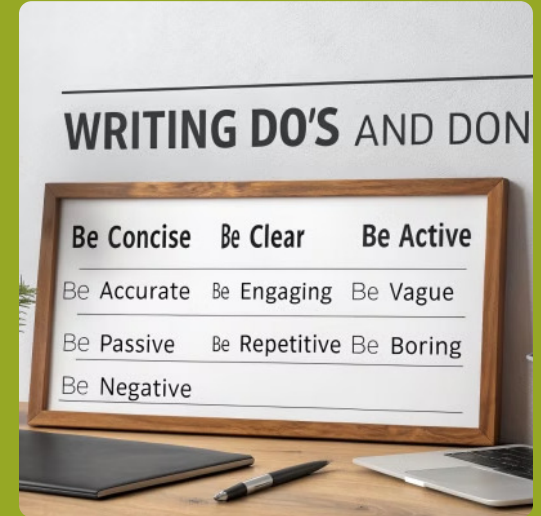 WRITING DO'S AND DON
Be Concise Be Clear Be Active
Be Accurate Be Engaging Be Vague
Be Passive Be Repetitive Be Boring
Be Negative